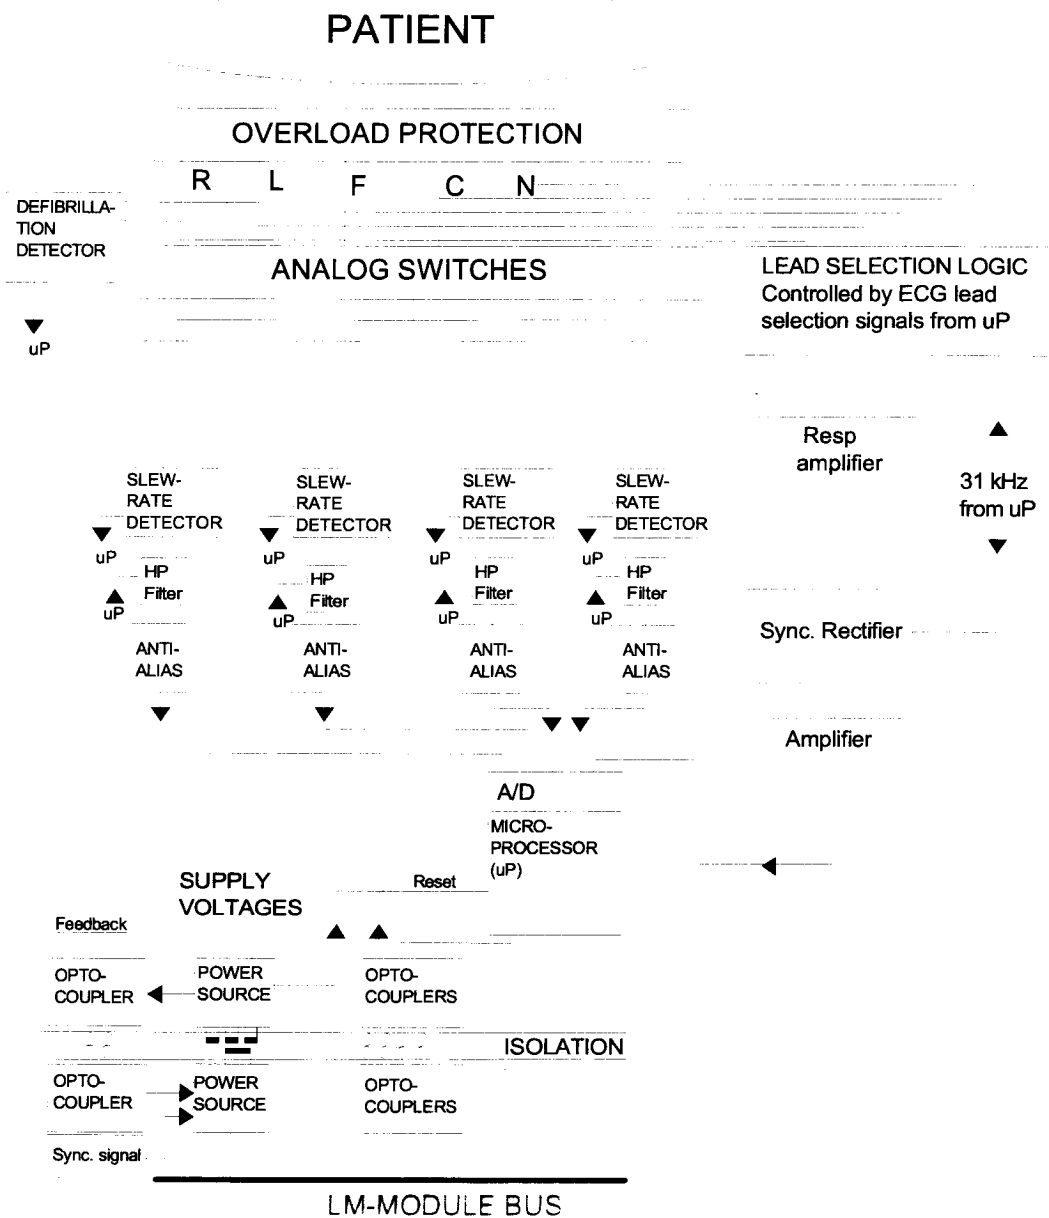 PATIENT
OVERLOAD PROTECTION
R L F C N
DEFIBRILLA-
TION
DETECTOR
uP
ANALOG SWITCHES
LEAD SELECTION LOGIC
Controlled by ECG lead
selection signals from uP
Resp
amplifier
31 kHz
from uP
SLEW-
RATE
DETECTOR
uP
HP
Filter
uP
ANTI-
ALIAS
SLEW-
RATE
DETECTOR
uP
HP
Filter
uP
ANTI-
ALIAS
SLEW-
RATE
DETECTOR
uP
HP
Filter
uP
ANTI-
ALIAS
SLEW-
RATE
DETECTOR
uP
HP
Filter
uP
ANTI-
ALIAS
Sync. Rectifier
Amplifier
A/D
MICRO-
PROCESSOR
(uP)
Reset
SUPPLY
VOLTAGES
Feedback
OPTO-
COUPLER
POWER
SOURCE
OPTO-
COUPLERS
ISOLATION
OPTO-
COUPLER
POWER
SOURCE
OPTO-
COUPLERS
Sync. signal
LM-MODULE BUS